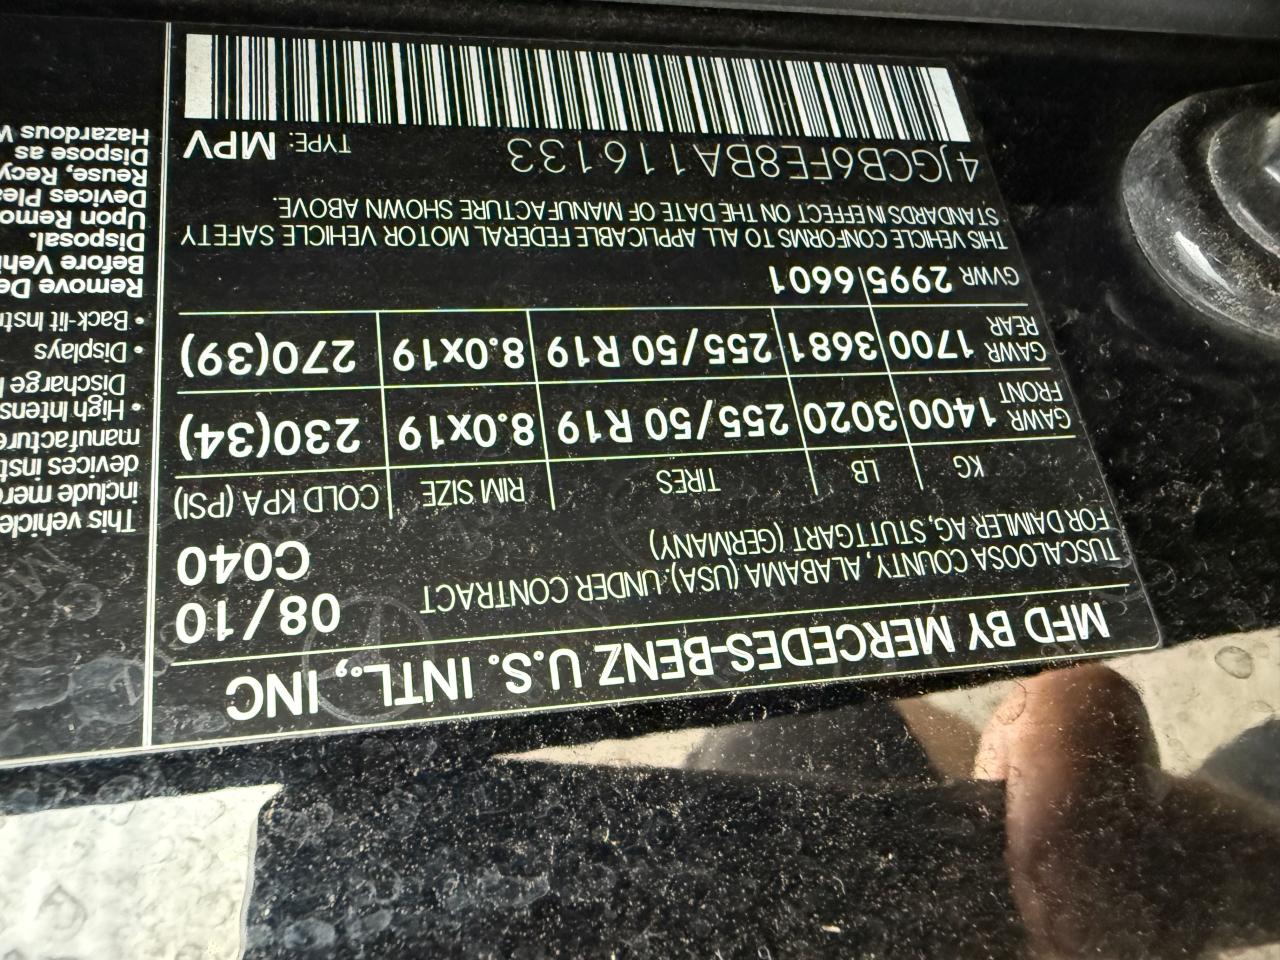 MFD BY MERCEDES-BENZ U.S. INTL., INC
TUSCALOOSA COUNTY, ALABAMA (USA), UNDER CONTRACT 08/10
FOR DAIMLER AG, STUTTGART (GERMANY) C040
KG LB TIRES RIM SIZE COLD KPA (PSI)
GAWR FRONT 1400 3020 255/50 R19 8.0x19 230(34)
GAWR REAR 1700 3681 255/50 R19 8.0x19 270(39)
GVWR 2995 6601
THIS VEHICLE CONFORMS TO ALL APPLICABLE FEDERAL MOTOR VEHICLE SAFETY
STANDARDS IN EFFECT ON THE DATE OF MANUFACTURE SHOWN ABOVE.
4JGCB6FE8BA116133 TYPE: MPV
This vehicle
include merc
devices inst
manufacture
• High Intens
Discharge
• Displays
• Back-lit Inst
Remove De
Before Vehi
Disposal.
Upon Remo
Devices Plea
Reuse, Recy
Dispose as
Hazardous W